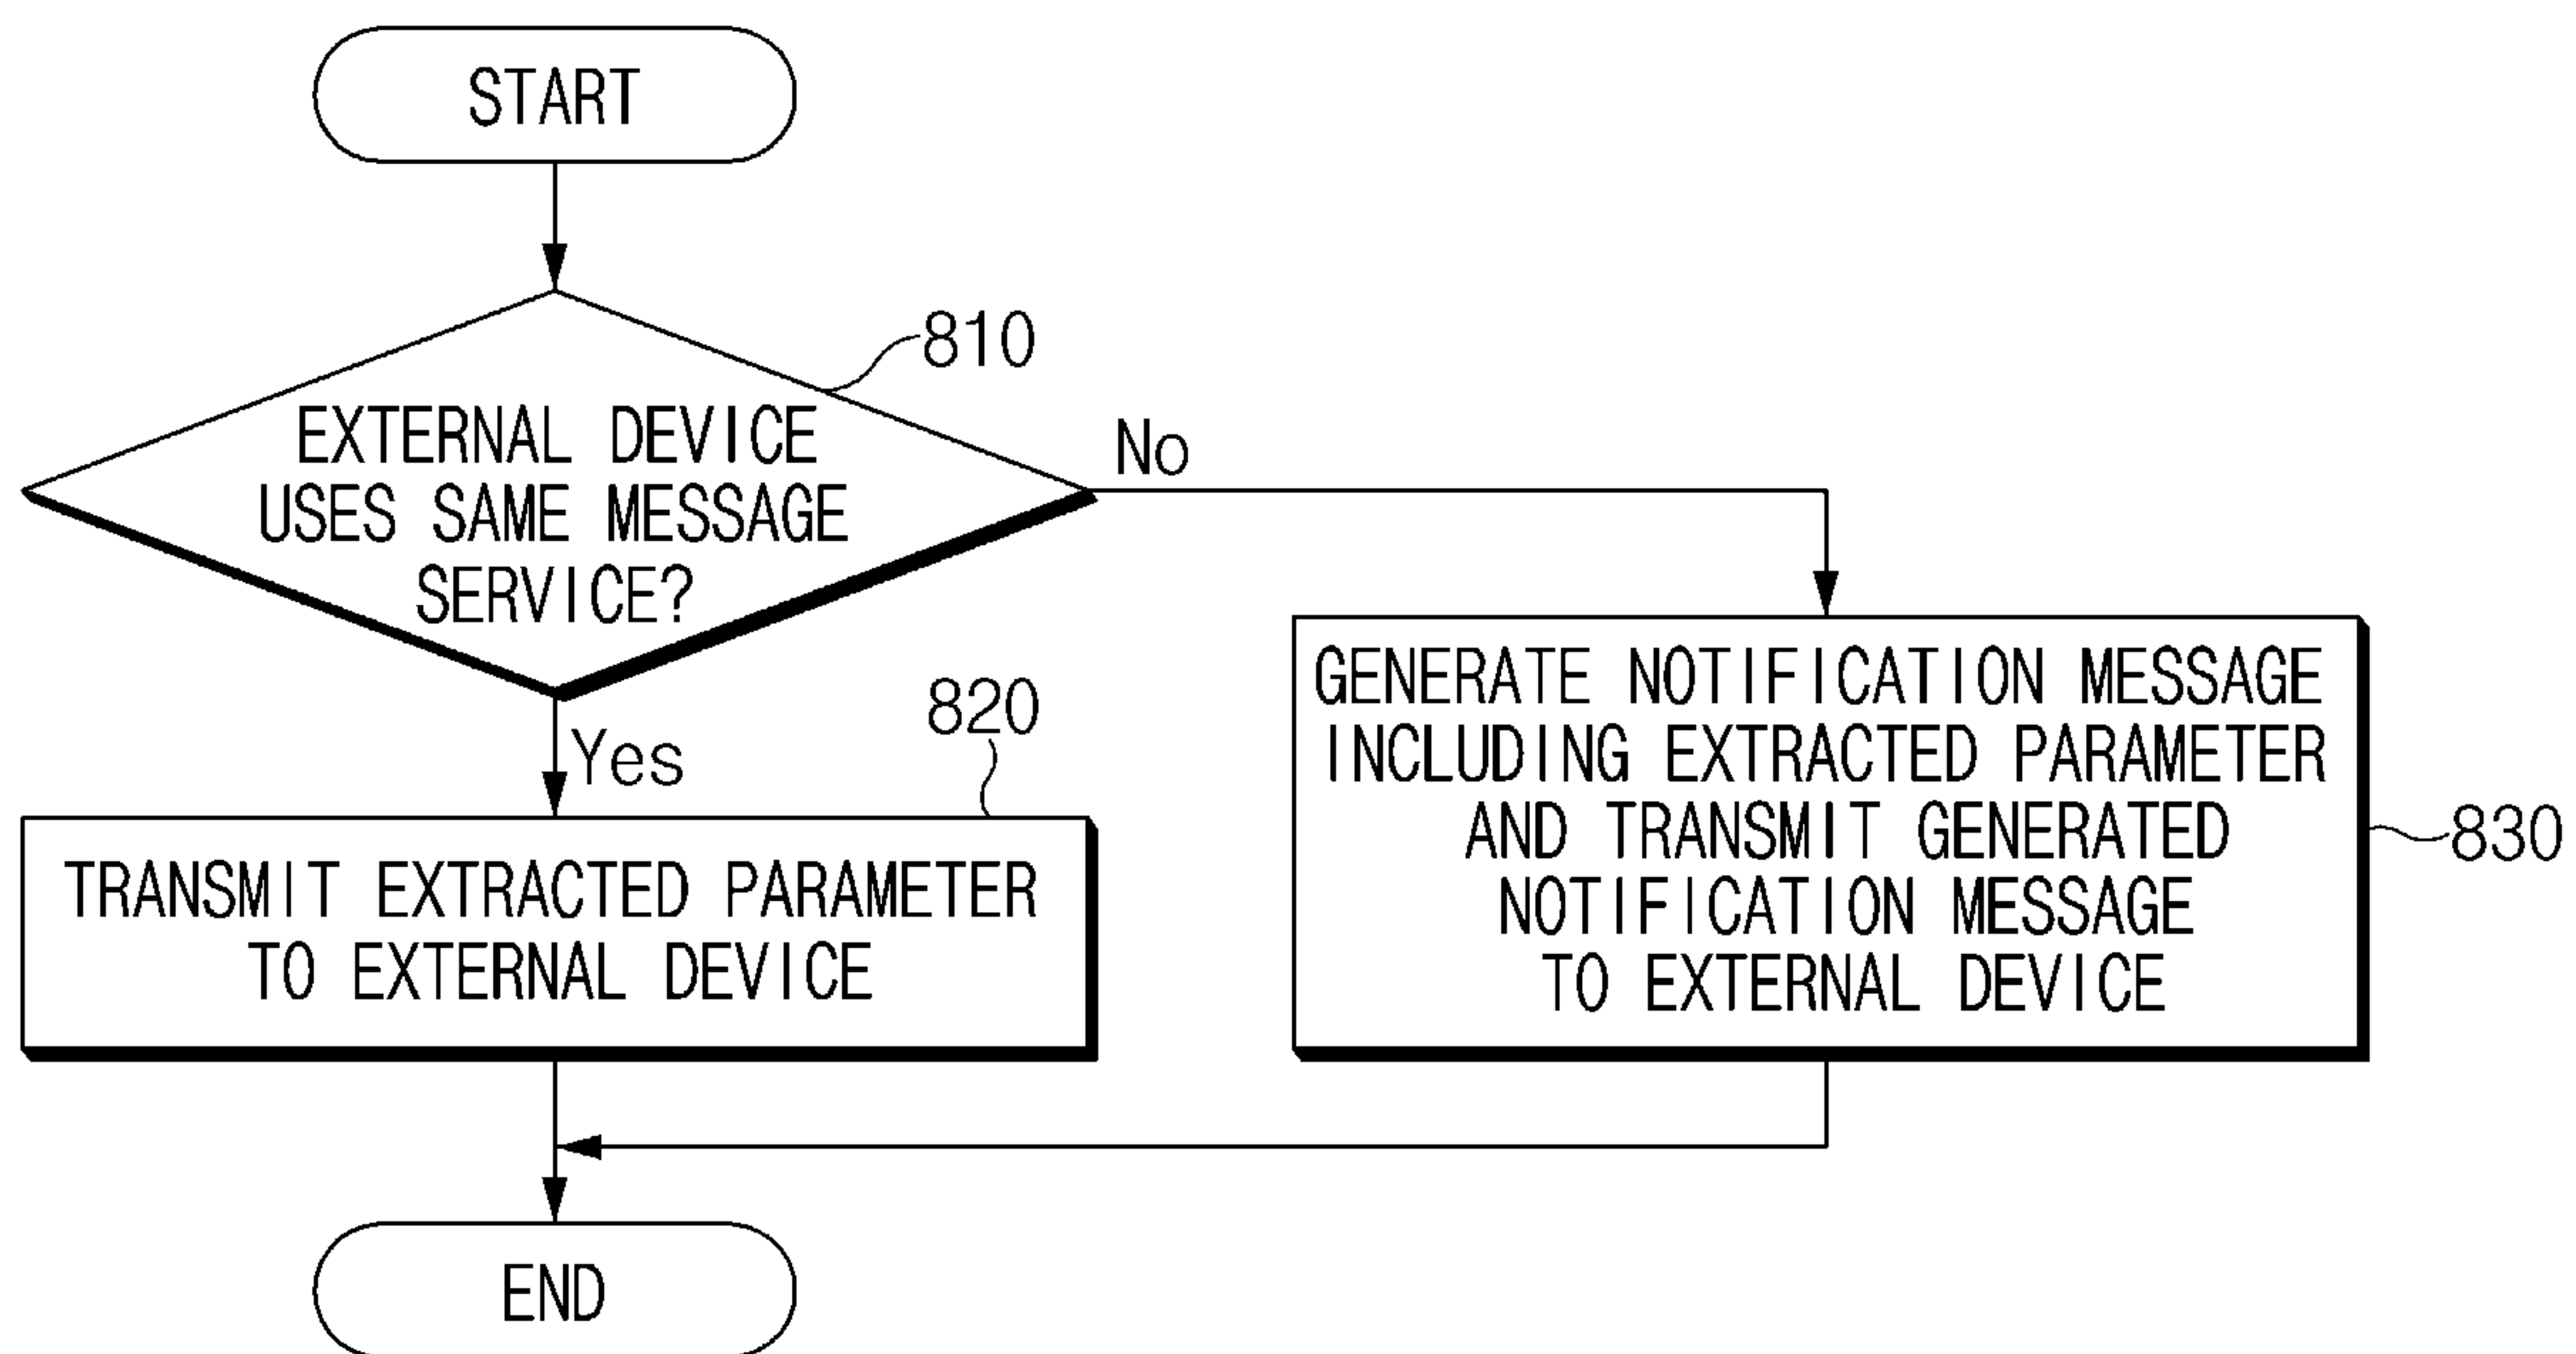 START
810
EXTERNAL DEVICE
USES SAME MESSAGE
SERVICE?
No
Yes
820
TRANSMIT EXTRACTED PARAMETER
TO EXTERNAL DEVICE
GENERATE NOTIFICATION MESSAGE
INCLUDING EXTRACTED PARAMETER
AND TRANSMIT GENERATED
NOTIFICATION MESSAGE
TO EXTERNAL DEVICE
830
END